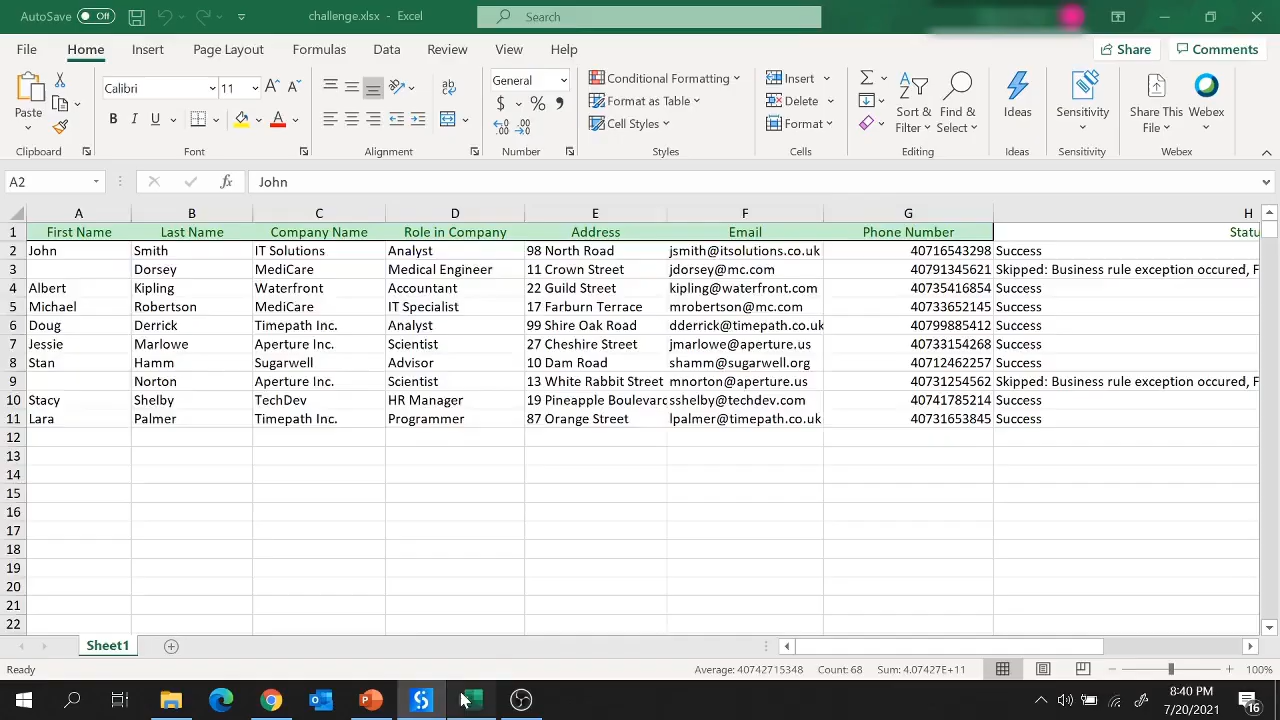 AutoSave Off challenge.xlsx - Excel Search
File Home Insert Page Layout Formulas Data Review View Help Share Comments
Paste Calibri 11 General Conditional Formatting Format as Table Cell Styles Insert Delete Format Sort & Filter Find & Select Ideas Sensitivity Share This File Webex
Clipboard Font Alignment Number Styles Cells Editing Ideas Sensitivity Webex
A2 fx John
A B C D E F G H
1 First Name Last Name Company Name Role in Company Address Email Phone Number Statu
2 John Smith IT Solutions Analyst 98 North Road jsmith@itsolutions.co.uk 40716543298 Success
3 Dorsey MediCare Medical Engineer 11 Crown Street jdorsey@mc.com 40791345621 Skipped: Business rule exception occured, F
4 Albert Kipling Waterfront Accountant 22 Guild Street kipling@waterfront.com 40735416854 Success
5 Michael Robertson MediCare IT Specialist 17 Farburn Terrace mrobertson@mc.com 40733652145 Success
6 Doug Derrick Timepath Inc. Analyst 99 Shire Oak Road dderrick@timepath.co.uk 40799885412 Success
7 Jessie Marlowe Aperture Inc. Scientist 27 Cheshire Street jmarlowe@aperture.us 40733154268 Success
8 Stan Hamm Sugarwell Advisor 10 Dam Road shamm@sugarwell.org 40712462257 Success
9 Norton Aperture Inc. Scientist 13 White Rabbit Street mnorton@aperture.us 40731254562 Skipped: Business rule exception occured, F
10 Stacy Shelby TechDev HR Manager 19 Pineapple Boulevard sshelby@techdev.com 40741785214 Success
11 Lara Palmer Timepath Inc. Programmer 87 Orange Street lpalmer@timepath.co.uk 40731653845 Success
12
13
14
15
16
17
18
19
20
21
22
Sheet1
Ready Average: 40742715348 Count: 68 Sum: 4.07427E+11 100%
8:40 PM
7/20/2021
16